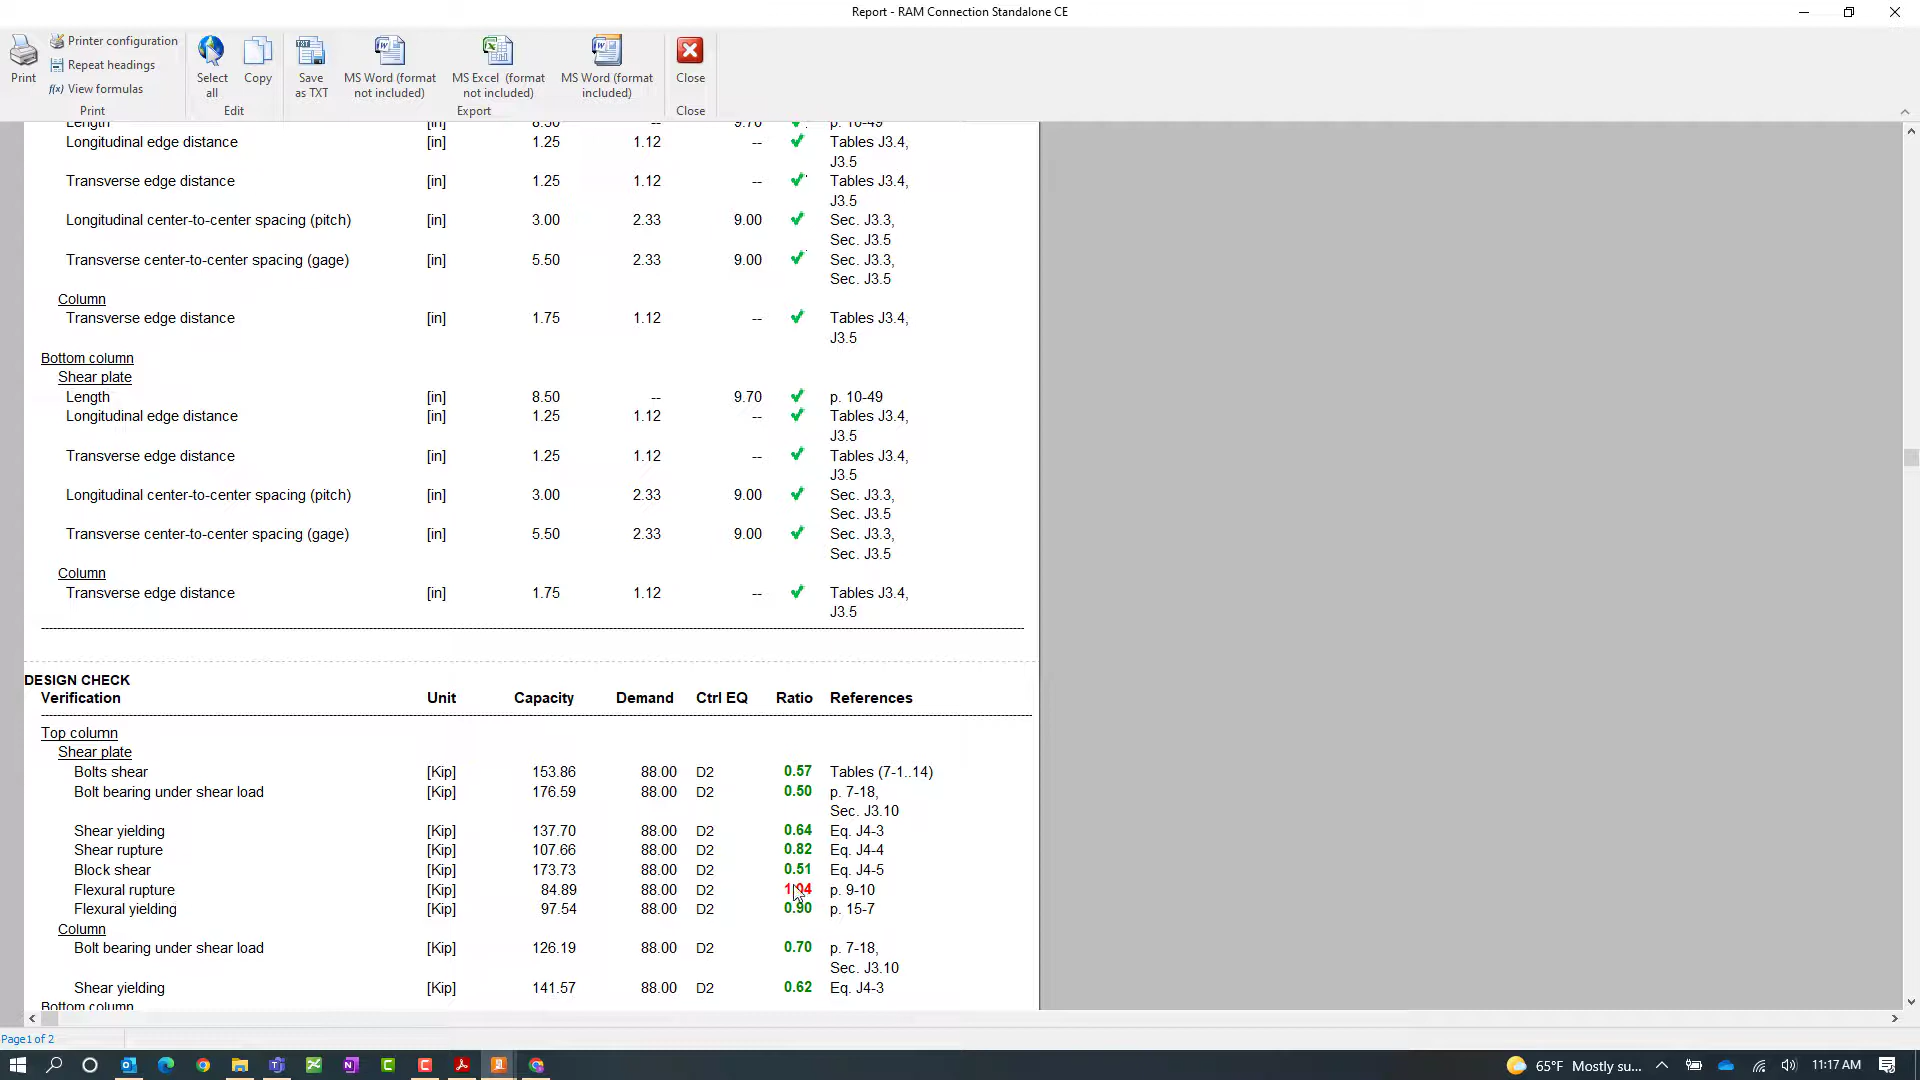 Report - RAM Connection Standalone CE
Print
Printer configuration
Repeat headings
f(x) View formulas
Print
Select all
Copy
Edit
Save as TXT
MS Word (format not included)
MS Excel (format not included)
MS Word (format included)
Export
Close
Close
Length [in] 8.50 -- 9.70 p. 10-49
Longitudinal edge distance [in] 1.25 1.12 -- Tables J3.4,
J3.5
Transverse edge distance [in] 1.25 1.12 -- Tables J3.4,
J3.5
Longitudinal center-to-center spacing (pitch) [in] 3.00 2.33 9.00 Sec. J3.3,
Sec. J3.5
Transverse center-to-center spacing (gage) [in] 5.50 2.33 9.00 Sec. J3.3,
Sec. J3.5
Column
Transverse edge distance [in] 1.75 1.12 -- Tables J3.4,
J3.5
Bottom column
Shear plate
Length [in] 8.50 -- 9.70 p. 10-49
Longitudinal edge distance [in] 1.25 1.12 -- Tables J3.4,
J3.5
Transverse edge distance [in] 1.25 1.12 -- Tables J3.4,
J3.5
Longitudinal center-to-center spacing (pitch) [in] 3.00 2.33 9.00 Sec. J3.3,
Sec. J3.5
Transverse center-to-center spacing (gage) [in] 5.50 2.33 9.00 Sec. J3.3,
Sec. J3.5
Column
Transverse edge distance [in] 1.75 1.12 -- Tables J3.4,
J3.5
DESIGN CHECK
Verification Unit Capacity Demand Ctrl EQ Ratio References
Top column
Shear plate
Bolts shear [Kip] 153.86 88.00 D2 0.57 Tables (7-1..14)
Bolt bearing under shear load [Kip] 176.59 88.00 D2 0.50 p. 7-18,
Sec. J3.10
Shear yielding [Kip] 137.70 88.00 D2 0.64 Eq. J4-3
Shear rupture [Kip] 107.66 88.00 D2 0.82 Eq. J4-4
Block shear [Kip] 173.73 88.00 D2 0.51 Eq. J4-5
Flexural rupture [Kip] 84.89 88.00 D2 1.04 p. 9-10
Flexural yielding [Kip] 97.54 88.00 D2 0.90 p. 15-7
Column
Bolt bearing under shear load [Kip] 126.19 88.00 D2 0.70 p. 7-18,
Sec. J3.10
Shear yielding [Kip] 141.57 88.00 D2 0.62 Eq. J4-3
Bottom column
Page1 of 2
65°F Mostly su... 11:17 AM